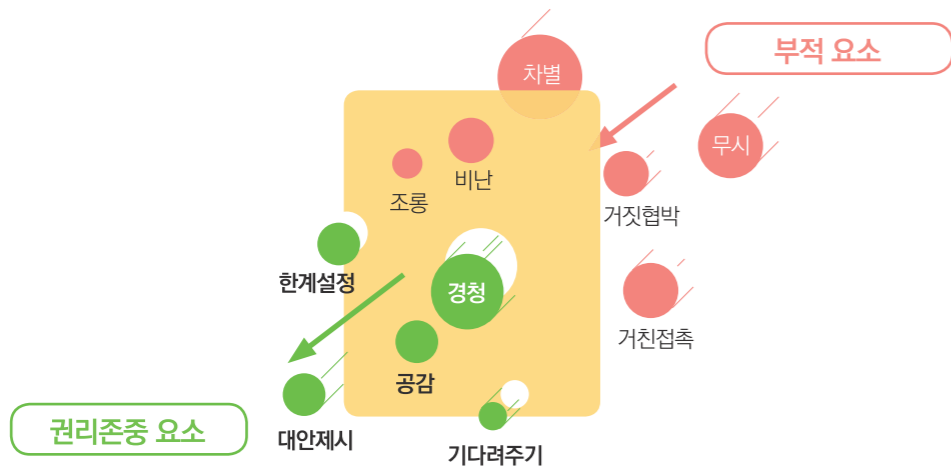 부적 요소
차별
무시
비난
조롱
거짓협박
한계설정
경청
거친접촉
공감
권리존중 요소
대안제시
기다려주기